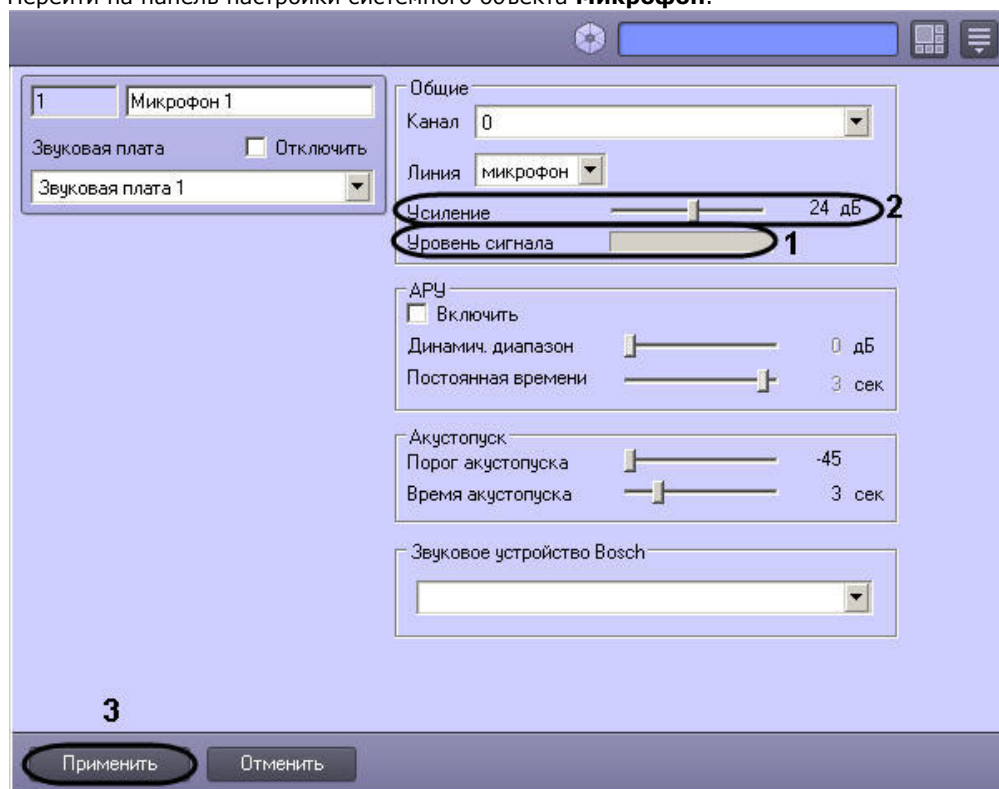 Перейти на панель настройки системного объекта Микрофон.
1 Микрофон 1
Звуковая плата Отключить
Звуковая плата 1
Общие
Канал 0
Линия микрофон
Усиление 24 дБ 2
Уровень сигнала 1
АРУ
Включить
Динамич. диапазон 0 дБ
Постоянная времени 3 сек
Акустопуск
Порог акустопуска -45
Время акустопуска 3 сек
Звуковое устройство Bosch
3
Применить Отменить